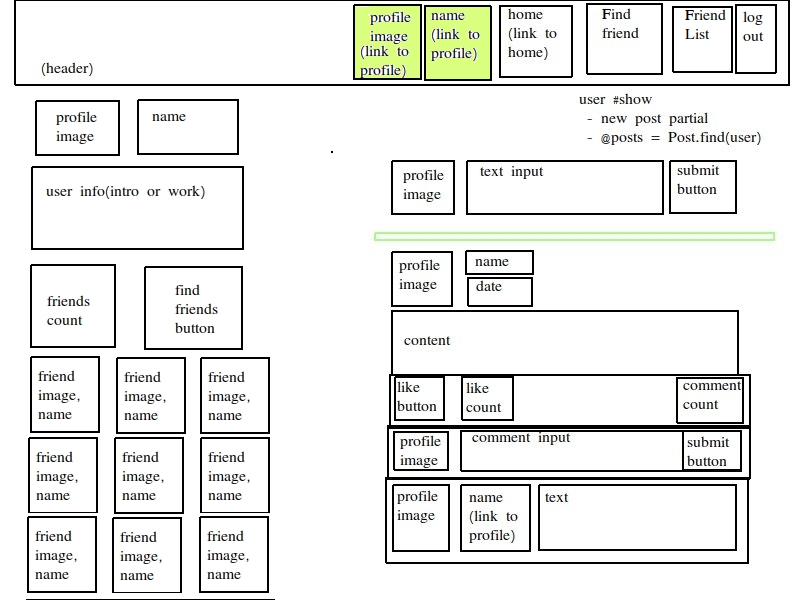 (header)
profile
image
(link to
profile)
name
(link to
profile)
home
(link to
home)
Find
friend
Friend
List
log
out
profile
image
name
user info(intro or work)
friends
count
find
friends
button
friend
image,
name
friend
image,
name
friend
image,
name
friend
image,
name
friend
image,
name
friend
image,
name
friend
image,
name
friend
image,
name
friend
image,
name
user #show
- new post partial
- @posts = Post.find(user)
profile
image
text input
submit
button
profile
image
name
date
content
like
button
like
count
comment
count
profile
image
comment input
submit
button
profile
image
name
(link to
profile)
text